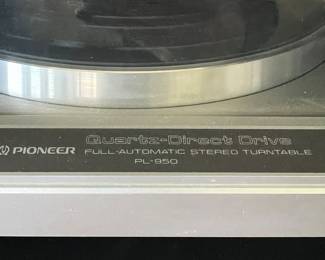 PIONEER
Quartz-Direct Drive
FULL-AUTOMATIC STEREO TURNTABLE
PL-950